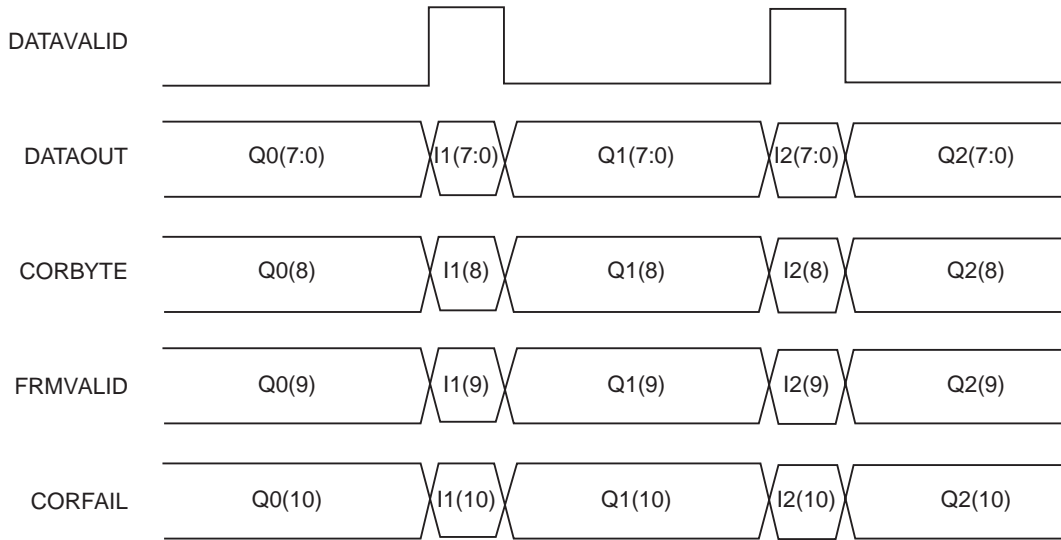 DATAVALID
DATAOUT Q0(7:0) I1(7:0) Q1(7:0) I2(7:0) Q2(7:0)
CORBYTE Q0(8) I1(8) Q1(8) I2(8) Q2(8)
FRMVALID Q0(9) I1(9) Q1(9) I2(9) Q2(9)
CORFAIL Q0(10) I1(10) Q1(10) I2(10) Q2(10)